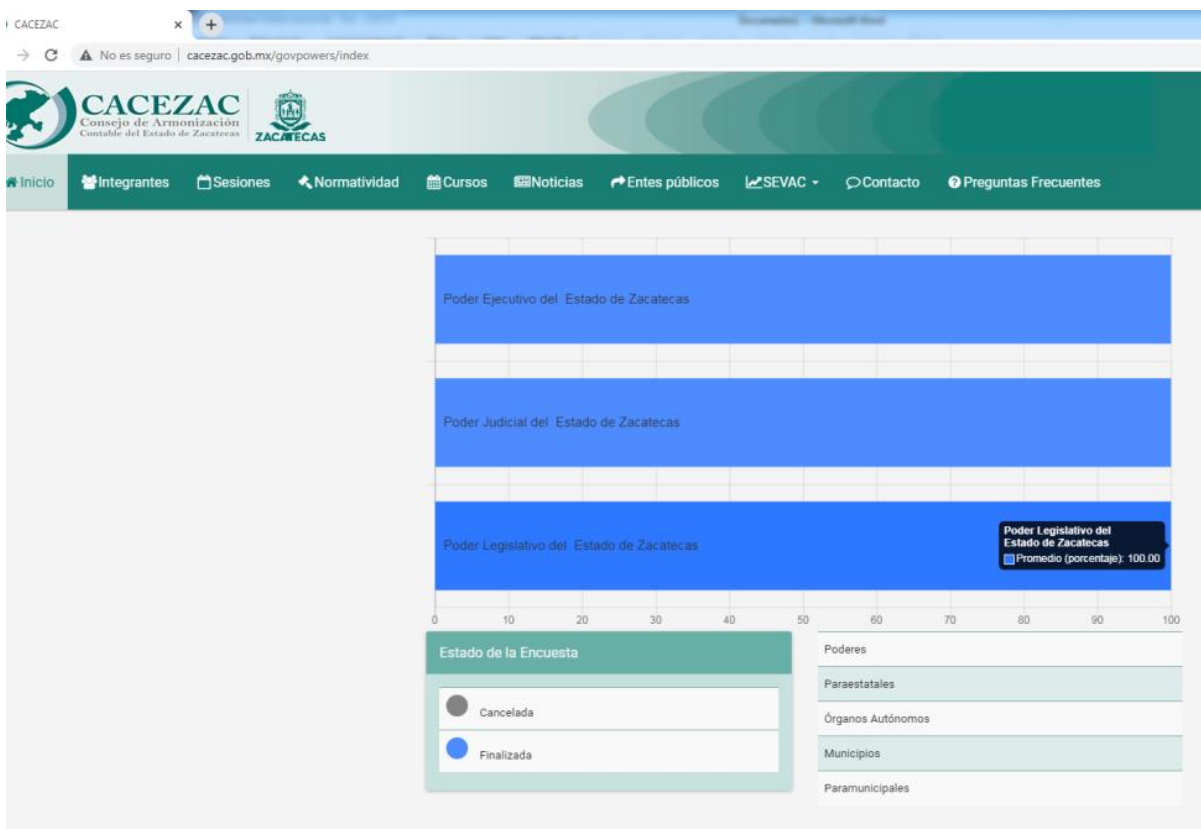 CACEZAC
No es seguro | cacezac.gob.mx/govpowers/index
CACEZAC
Consejo de Armonización
Contable del Estado de Zacatecas
ZACATECAS
Inicio Integrantes Sesiones Normatividad Cursos Noticias Entes públicos SEVAC Contacto Preguntas Frecuentes
Poder Ejecutivo del Estado de Zacatecas
Poder Judicial del Estado de Zacatecas
Poder Legislativo del Estado de Zacatecas
Poder Legislativo del
Estado de Zacatecas
Promedio (porcentaje): 100.00
0 10 20 30 40 50 60 70 80 90 100
Estado de la Encuesta
Cancelada
Finalizada
Poderes
Paraestatales
Órganos Autónomos
Municipios
Paramunicipales